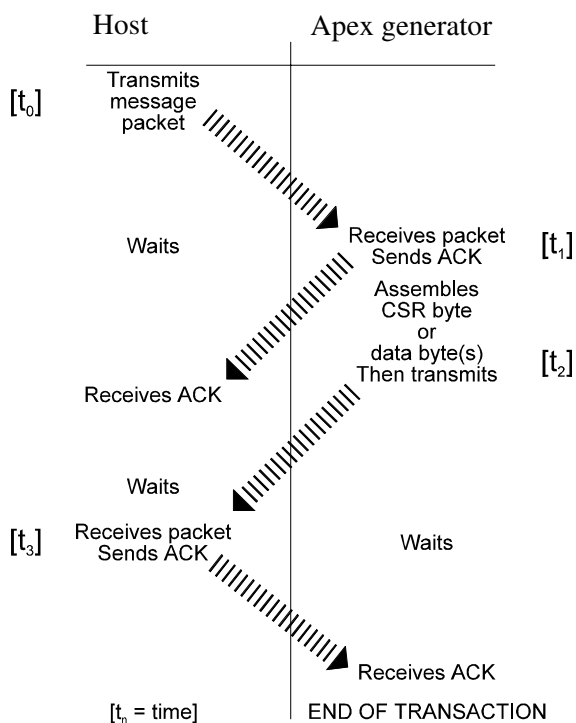 Host Apex generator
[t0] Transmits
message
packet
Waits
Receives packet [t1]
Sends ACK
Assembles
CSR byte
or
data byte(s)
Then transmits [t2]
Receives ACK
Waits
[t3] Receives packet
Sends ACK
Waits
Receives ACK
[tn = time] END OF TRANSACTION